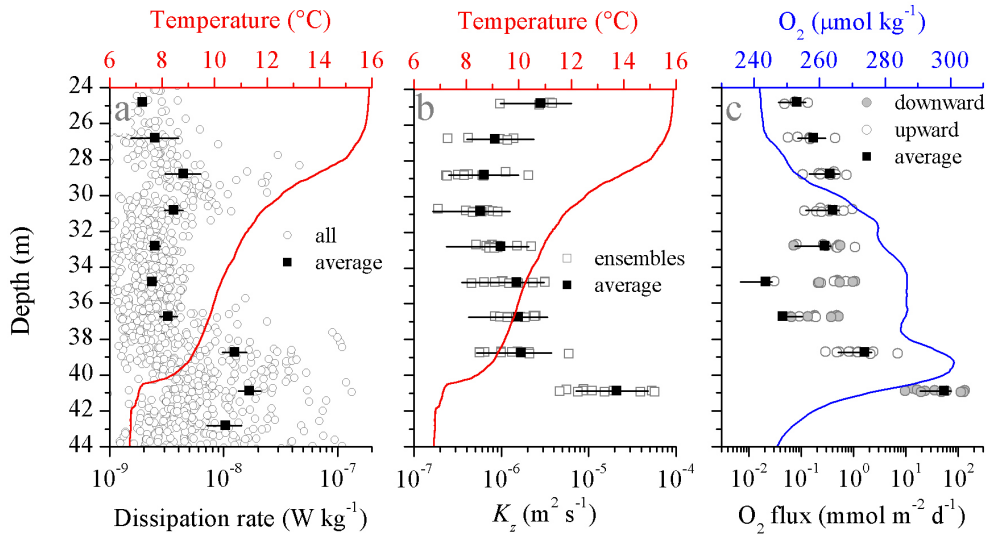 Temperature (°C)
6 8 10 12 14 16
Temperature (°C)
6 8 10 12 14 16
O₂ (μmol kg⁻¹)
240 260 280 300
24
26
28
30
32
34
36
38
40
42
44
Depth (m)
a
all
average
b
ensembles
average
c
downward
upward
average
10⁻⁹ 10⁻⁸ 10⁻⁷
Dissipation rate (W kg⁻¹)
10⁻⁷ 10⁻⁶ 10⁻⁵ 10⁻⁴
K_z (m² s⁻¹)
10⁻² 10⁻¹ 10⁰ 10¹ 10²
O₂ flux (mmol m⁻² d⁻¹)